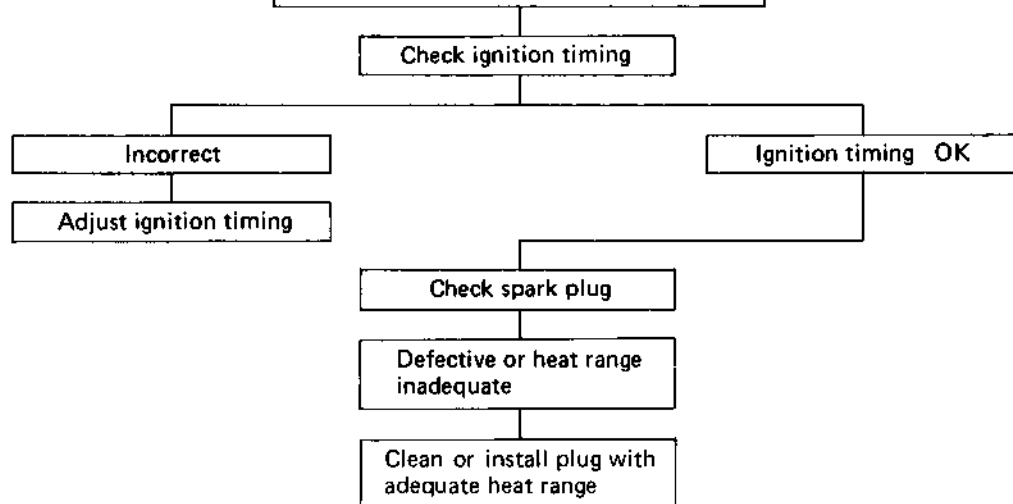 Check ignition timing
Incorrect
Ignition timing OK
Adjust ignition timing
Check spark plug
Defective or heat range
inadequate
Clean or install plug with
adequate heat range